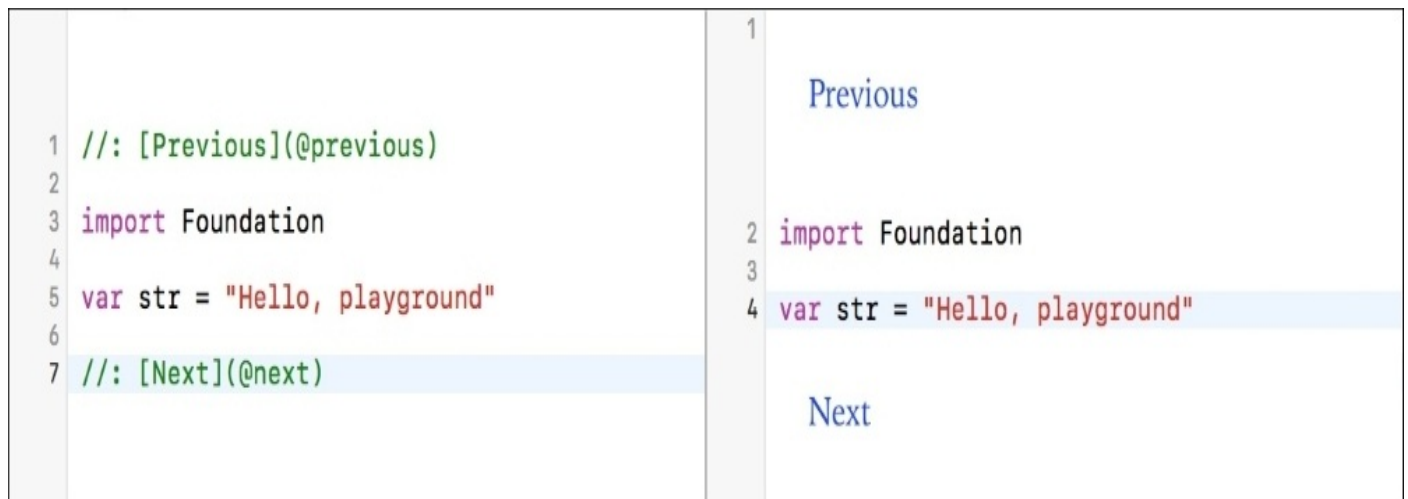 1 //: [Previous](@previous)
2
3 import Foundation
4
5 var str = "Hello, playground"
6
7 //: [Next](@next)
1
Previous
2 import Foundation
3
4 var str = "Hello, playground"
Next